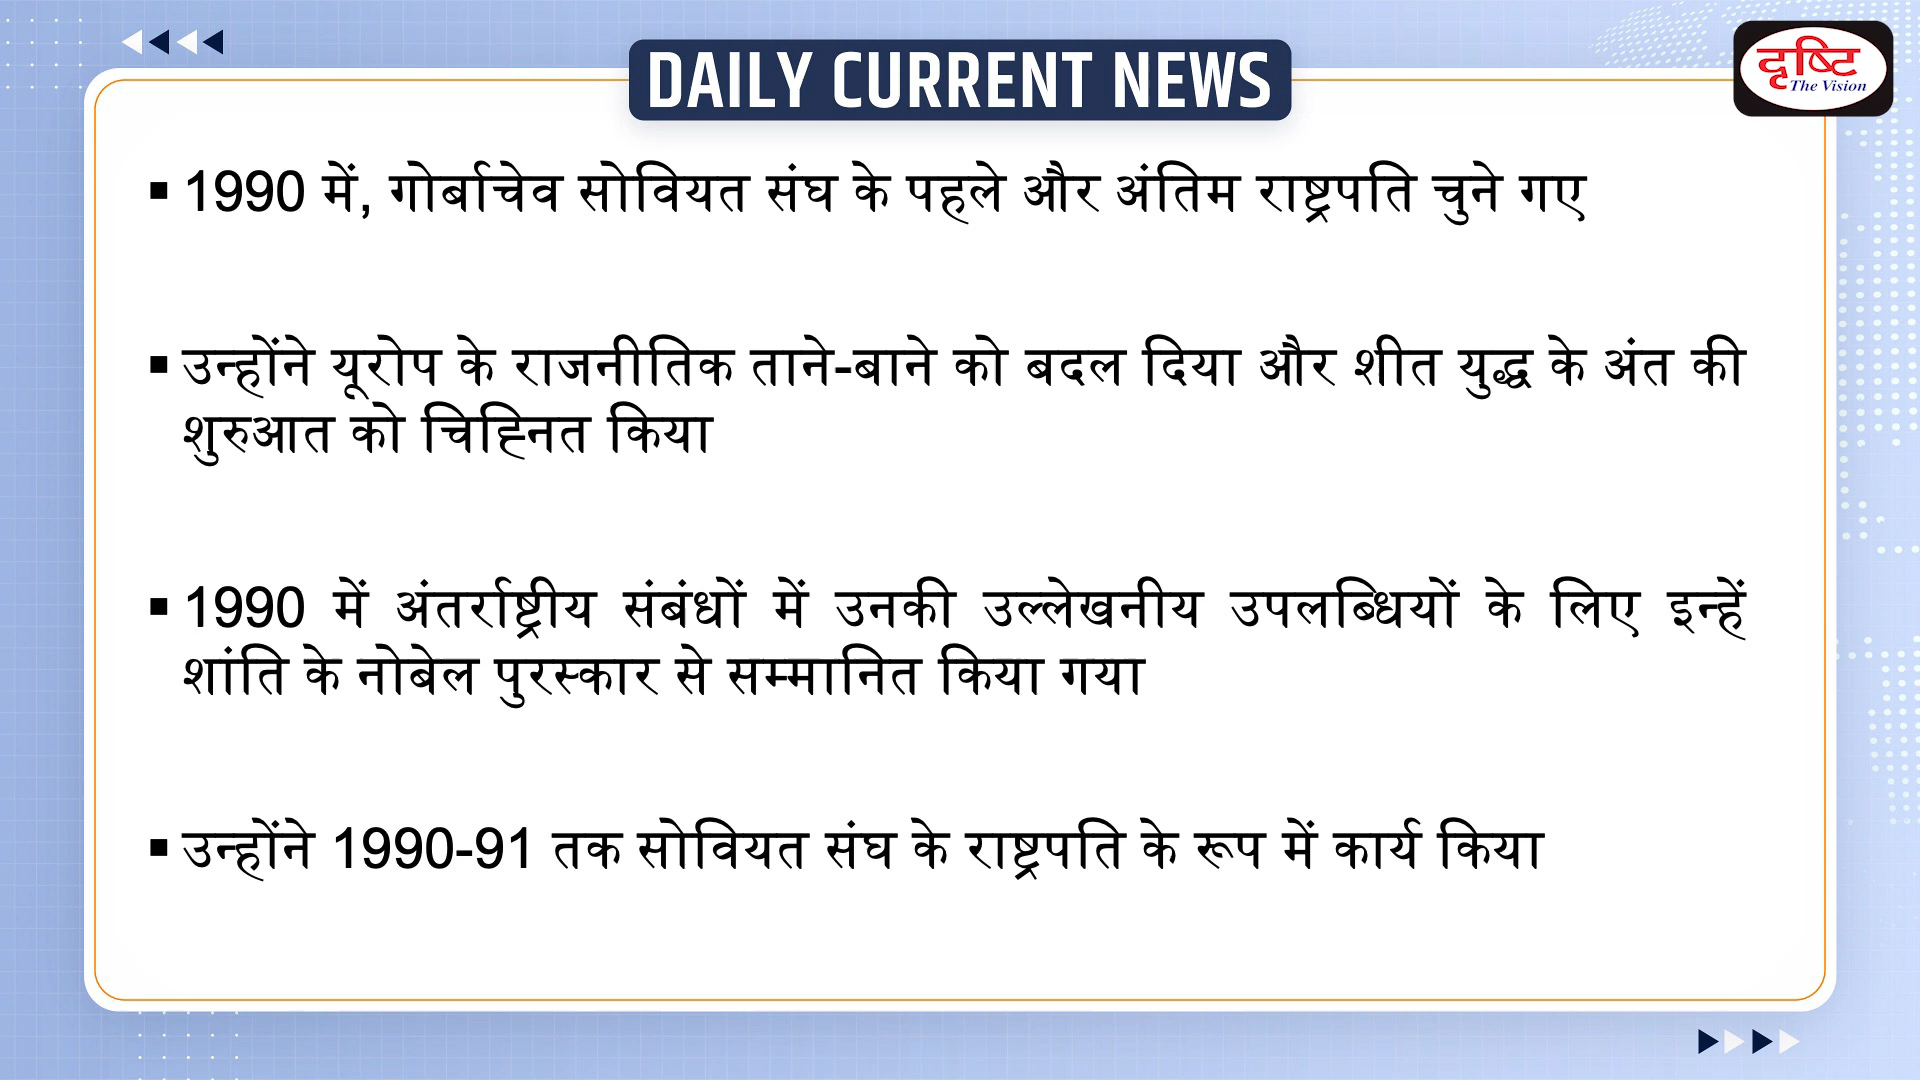 DAILY CURRENT NEWS
दृष्टि
The Vision
▪ 1990 में, गोर्बाचेव सोवियत संघ के पहले और अंतिम राष्ट्रपति चुने गए
▪ उन्होंने यूरोप के राजनीतिक ताने-बाने को बदल दिया और शीत युद्ध के अंत की
शुरुआत को चिह्नित किया
▪ 1990 में अंतर्राष्ट्रीय संबंधों में उनकी उल्लेखनीय उपलब्धियों के लिए इन्हें
शांति के नोबेल पुरस्कार से सम्मानित किया गया
▪ उन्होंने 1990-91 तक सोवियत संघ के राष्ट्रपति के रूप में कार्य किया